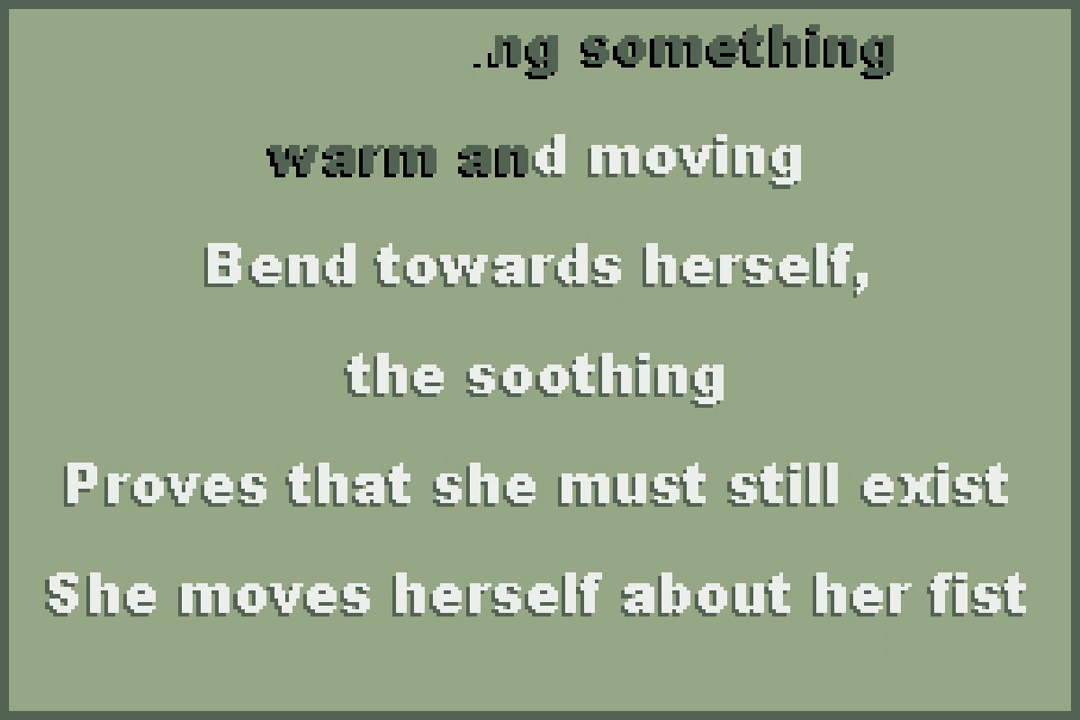 something
warm and moving
Bend towards herself,
the soothing
Proves that she must still exist
She moves herself about her fist